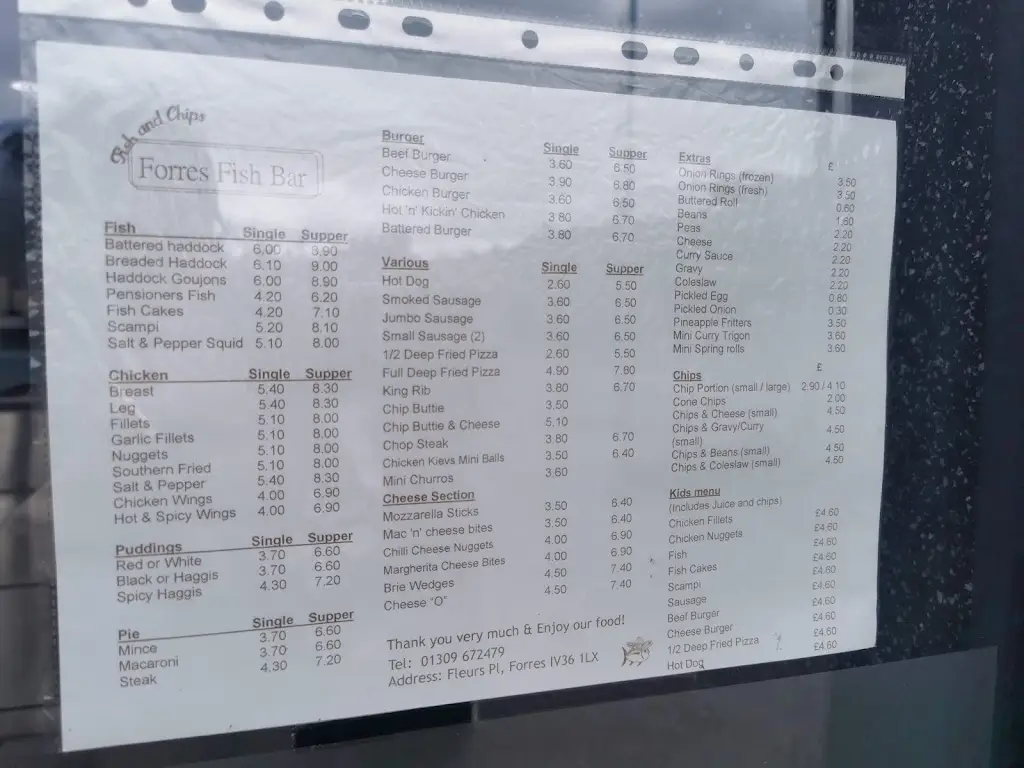 Fish and Chips
Forres Fish Bar
Fish Single Supper
Battered haddock 6.00 8.90
Breaded Haddock 6.10 9.00
Haddock Goujons 6.00 8.90
Pensioners Fish 4.20 6.20
Fish Cakes 4.20 7.10
Scampi 5.20 8.10
Salt & Pepper Squid 5.10 8.00
Chicken Single Supper
Breast 5.40 8.30
Leg 5.40 8.30
Fillets 5.10 8.00
Garlic Fillets 5.10 8.00
Nuggets 5.10 8.00
Southern Fried 5.10 8.00
Salt & Pepper 5.40 8.30
Chicken Wings 4.00 6.90
Hot & Spicy Wings 4.00 6.90
Puddings Single Supper
Red or White 3.70 6.60
Black or Haggis 3.70 6.60
Spicy Haggis 4.30 7.20
Pie Single Supper
Mince 3.70 6.60
Macaroni 3.70 6.60
Steak 4.30 7.20
Burger Single Supper
Beef Burger 3.60 6.50
Cheese Burger 3.90 6.80
Chicken Burger 3.60 6.50
Hot 'n' Kickin' Chicken 3.80 6.70
Battered Burger 3.80 6.70
Various Single Supper
Hot Dog 2.60 5.50
Smoked Sausage 3.60 6.50
Jumbo Sausage 3.60 6.50
Small Sausage (2) 3.60 6.50
1/2 Deep Fried Pizza 2.60 5.50
Full Deep Fried Pizza 4.90 7.80
King Rib 3.80 6.70
Chip Buttie 3.50
Chip Buttie & Cheese 5.10
Chop Steak 3.80 6.70
Chicken Kievs Mini Balls 3.50 6.40
Mini Churros 3.60
Cheese Section
Mozzarella Sticks 3.50 6.40
Mac 'n' cheese bites 3.50 6.40
Chilli Cheese Nuggets 4.00 6.90
Margherita Cheese Bites 4.00 6.90
Brie Wedges 4.50 7.40
Cheese "O" 4.50 7.40
Thank you very much & Enjoy our food!
Tel: 01309 672479
Address: Fleurs Pl, Forres IV36 1LX
Extras £
Onion Rings (frozen) 3.50
Onion Rings (fresh) 3.50
Buttered Roll 0.60
Beans 1.60
Peas 2.20
Cheese 2.20
Curry Sauce 2.20
Gravy 2.20
Coleslaw 2.20
Pickled Egg 0.80
Pickled Onion 0.30
Pineapple Fritters 3.50
Mini Curry Trigon 3.60
Mini Spring rolls 3.60
Chips £
Chip Portion (small / large) 2.90 / 4.10
Cone Chips 2.00
Chips & Cheese (small) 4.50
Chips & Gravy/Curry 4.50
(small)
Chips & Beans (small) 4.50
Chips & Coleslaw (small) 4.50
Kids menu
(Includes Juice and chips)
Chicken Fillets £4.60
Chicken Nuggets £4.60
Fish £4.60
Fish Cakes £4.60
Scampi £4.60
Sausage £4.60
Beef Burger £4.60
Cheese Burger £4.60
1/2 Deep Fried Pizza £4.60
Hot Dog £4.60